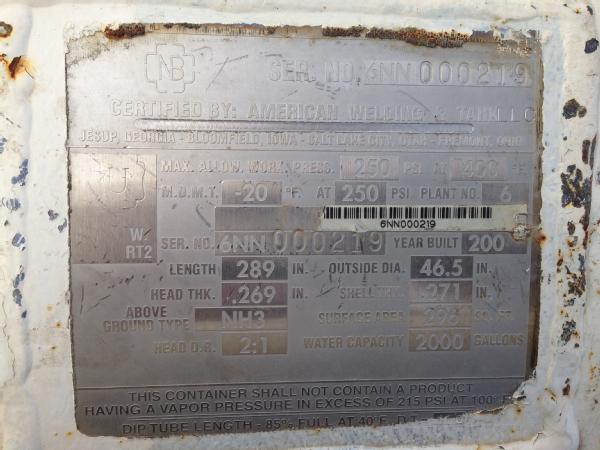 NB SER. NO. 6NN 000219
CERTIFIED BY: AMERICAN WELDING & TANK LLC
JESUP, GEORGIA - BLOOMFIELD, IOWA - SALT LAKE CITY, UTAH - FREMONT, OHIO
U MAX. ALLOW. WORK. PRESS. 250 PSI AT °F.
M.D.M.T. -20 °F. AT 250 PSI PLANT NO. 6
6NN000219
W.
RT2 SER. NO. 6NN 000219 YEAR BUILT 200
LENGTH 289 IN. OUTSIDE DIA. 46.5 IN.
HEAD THK. .269 IN. SHELL THK. .271 IN.
ABOVE
GROUND TYPE NH3 SURFACE AREA SQ. FT.
HEAD D.R. 2:1 WATER CAPACITY 2000 GALLONS
THIS CONTAINER SHALL NOT CONTAIN A PRODUCT
HAVING A VAPOR PRESSURE IN EXCESS OF 215 PSI AT 100°F.
DIP TUBE LENGTH - 85% FULL AT 40°F, D.T.